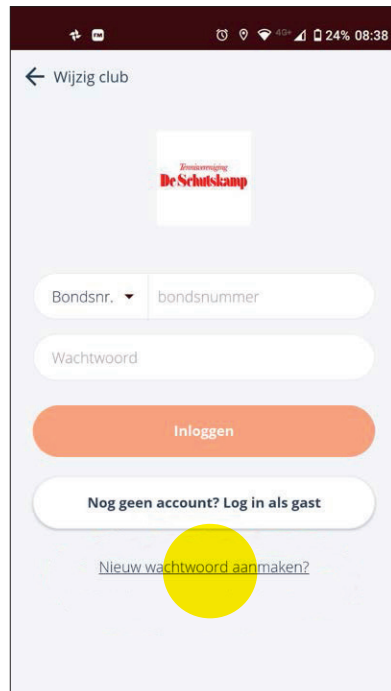 24% 08:38
Wijzig club
Tennisvereniging
De Schutskamp
Bondsnr. bondsnummer
Wachtwoord
Inloggen
Nog geen account? Log in als gast
Nieuw wachtwoord aanmaken?